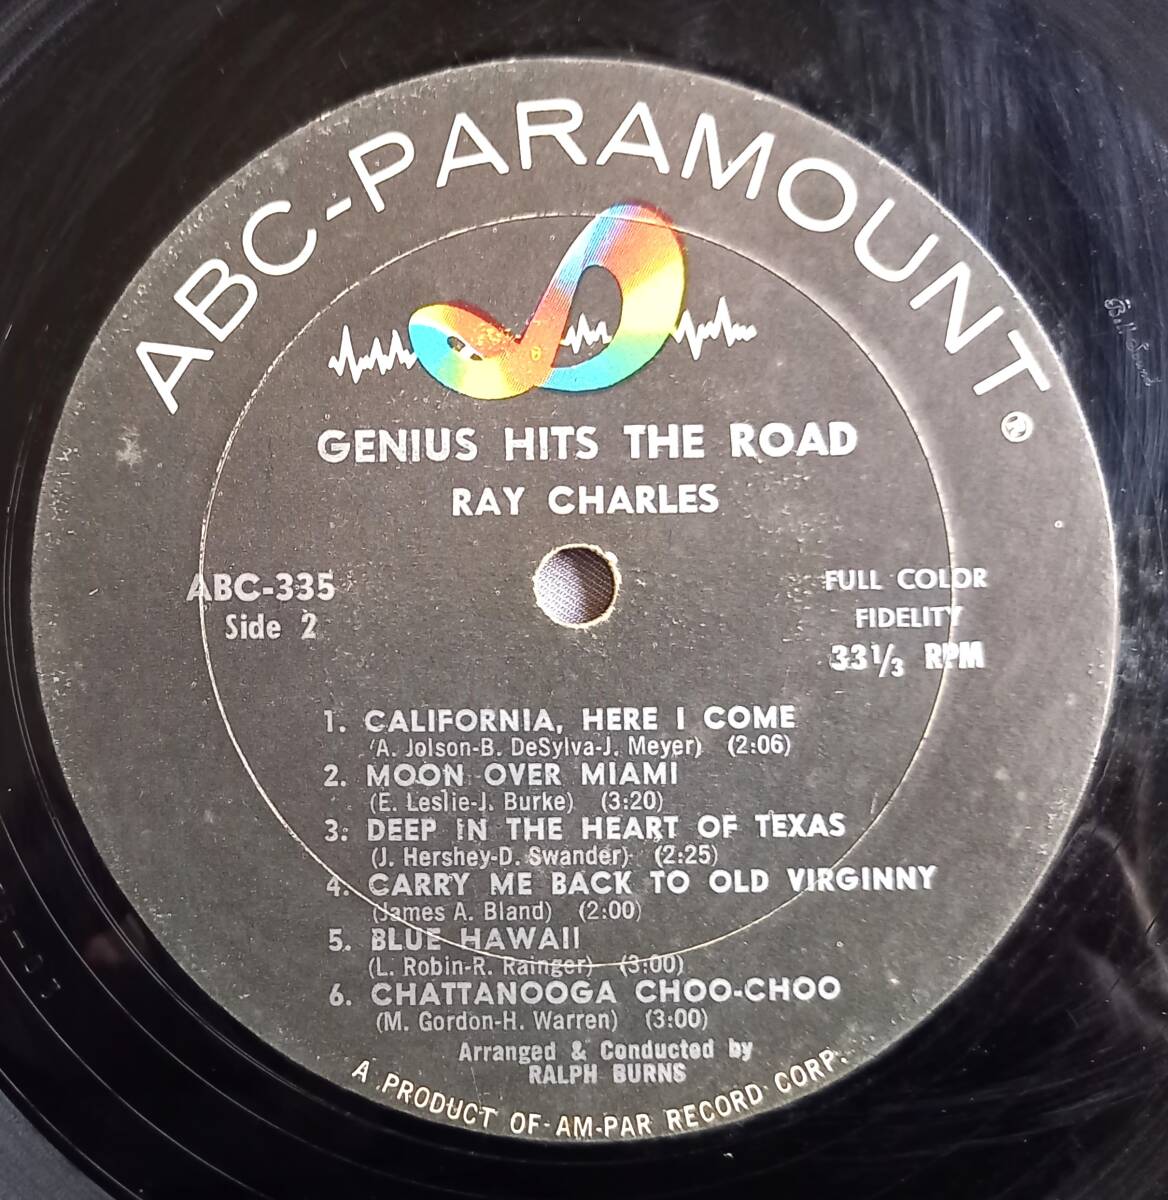 ABC-PARAMOUNT®
GENIUS HITS THE ROAD
RAY CHARLES
ABC-335
Side 2
FULL COLOR
FIDELITY
33 1/3 RPM
1. CALIFORNIA, HERE I COME
(A. Jolson-B. DeSylva-J. Meyer) (2:06)
2. MOON OVER MIAMI
(E. Leslie-J. Burke) (3:20)
3. DEEP IN THE HEART OF TEXAS
(J. Hershey-D. Swander) (2:25)
4. CARRY ME BACK TO OLD VIRGINNY
(James A. Bland) (2:00)
5. BLUE HAWAII
(L. Robin-R. Rainger) (3:00)
6. CHATTANOOGA CHOO-CHOO
(M. Gordon-H. Warren) (3:00)
Arranged & Conducted by
RALPH BURNS
A PRODUCT OF AM-PAR RECORD CORP.
Bell Sound